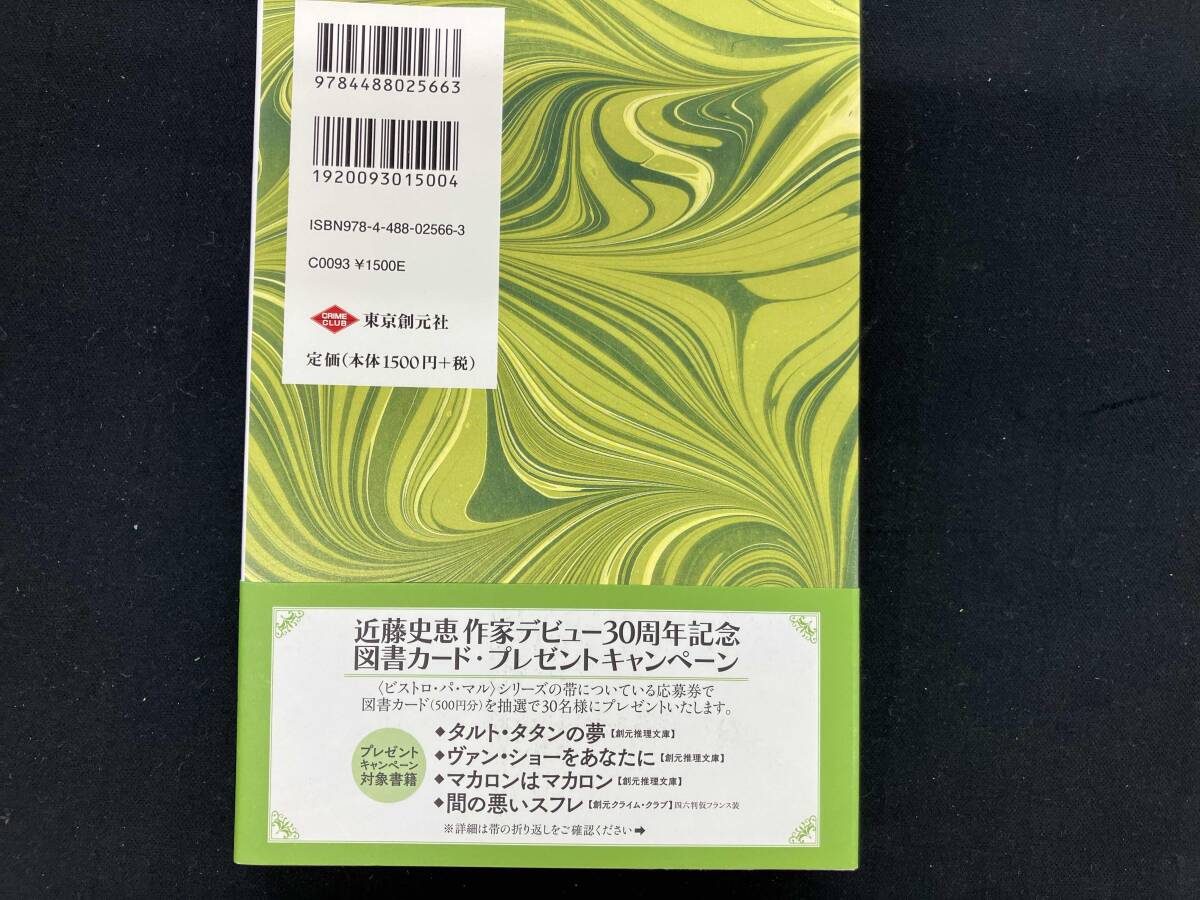 9784488025663
1920093015004
ISBN978-4-488-02566-3
C0093 ¥1500E
CRIME
CLUB
東京創元社
定価(本体1500円+税)
近藤史恵 作家デビュー30周年記念
図書カード・プレゼントキャンペーン
〈ビストロ・パ・マル〉シリーズの帯についている応募券で
図書カード(500円分)を抽選で30名様にプレゼントいたします。
プレゼント
キャンペーン
対象書籍
◆タルト・タタンの夢【創元推理文庫】
◆ヴァン・ショーをあなたに【創元推理文庫】
◆マカロンはマカロン【創元推理文庫】
◆間の悪いスフレ【創元クライム・クラブ】四六判仮フランス装
※詳細は帯の折り返しをご確認ください➡